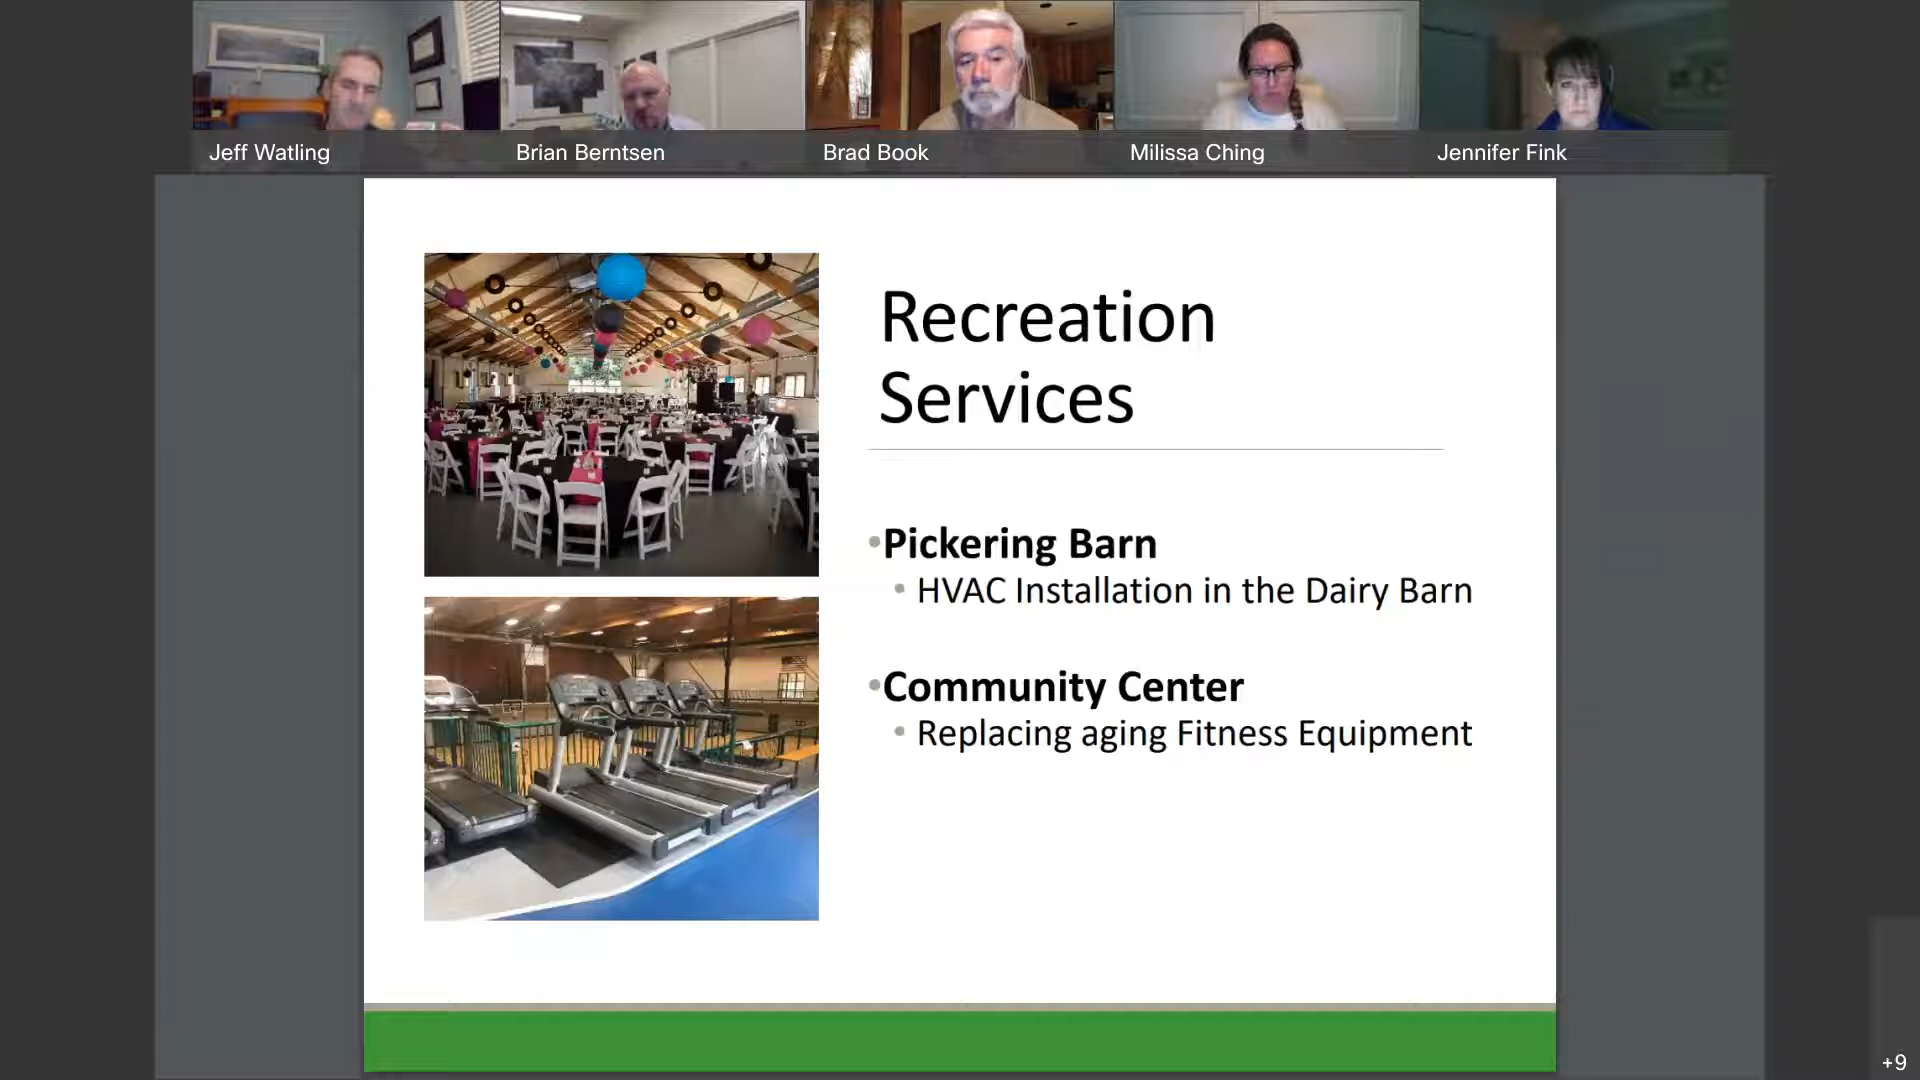 Jeff Watling
Brian Berntsen
Brad Book
Milissa Ching
Jennifer Fink
Recreation
Services
•Pickering Barn
• HVAC Installation in the Dairy Barn
•Community Center
• Replacing aging Fitness Equipment
+9